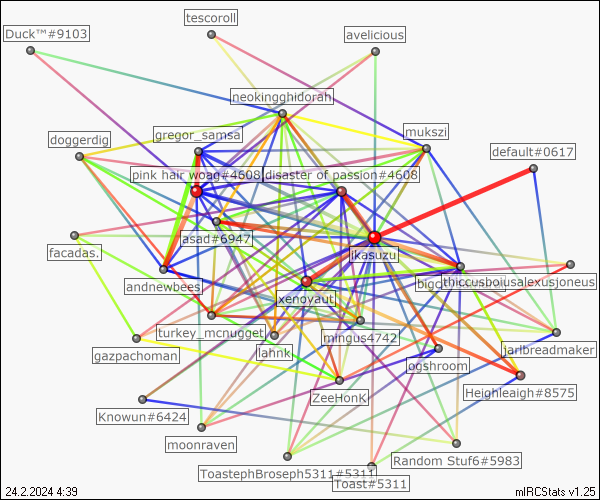 tescoroll
Duck™#9103
avelicious
neokingghidorah
mukszi
gregor_samsa
doggerdig
default#0617
pink hair woag#4608
disaster of passion#4608
asad#6947
ikasuzu
facadas.
andnewbees
xenoyaut
thiccusboiusalexusjoneus
turkey_mcnugget
mingus4742
lahnk
gazpachoman
jarlbreadmaker
ogshroom
ZeeHonK
Heighleaigh#8575
Knowun#6424
moonraven
Random Stuf6#5983
ToastephBroseph5311#5311
Toast#5311
24.2.2024 4:39
mIRCStats v1.25